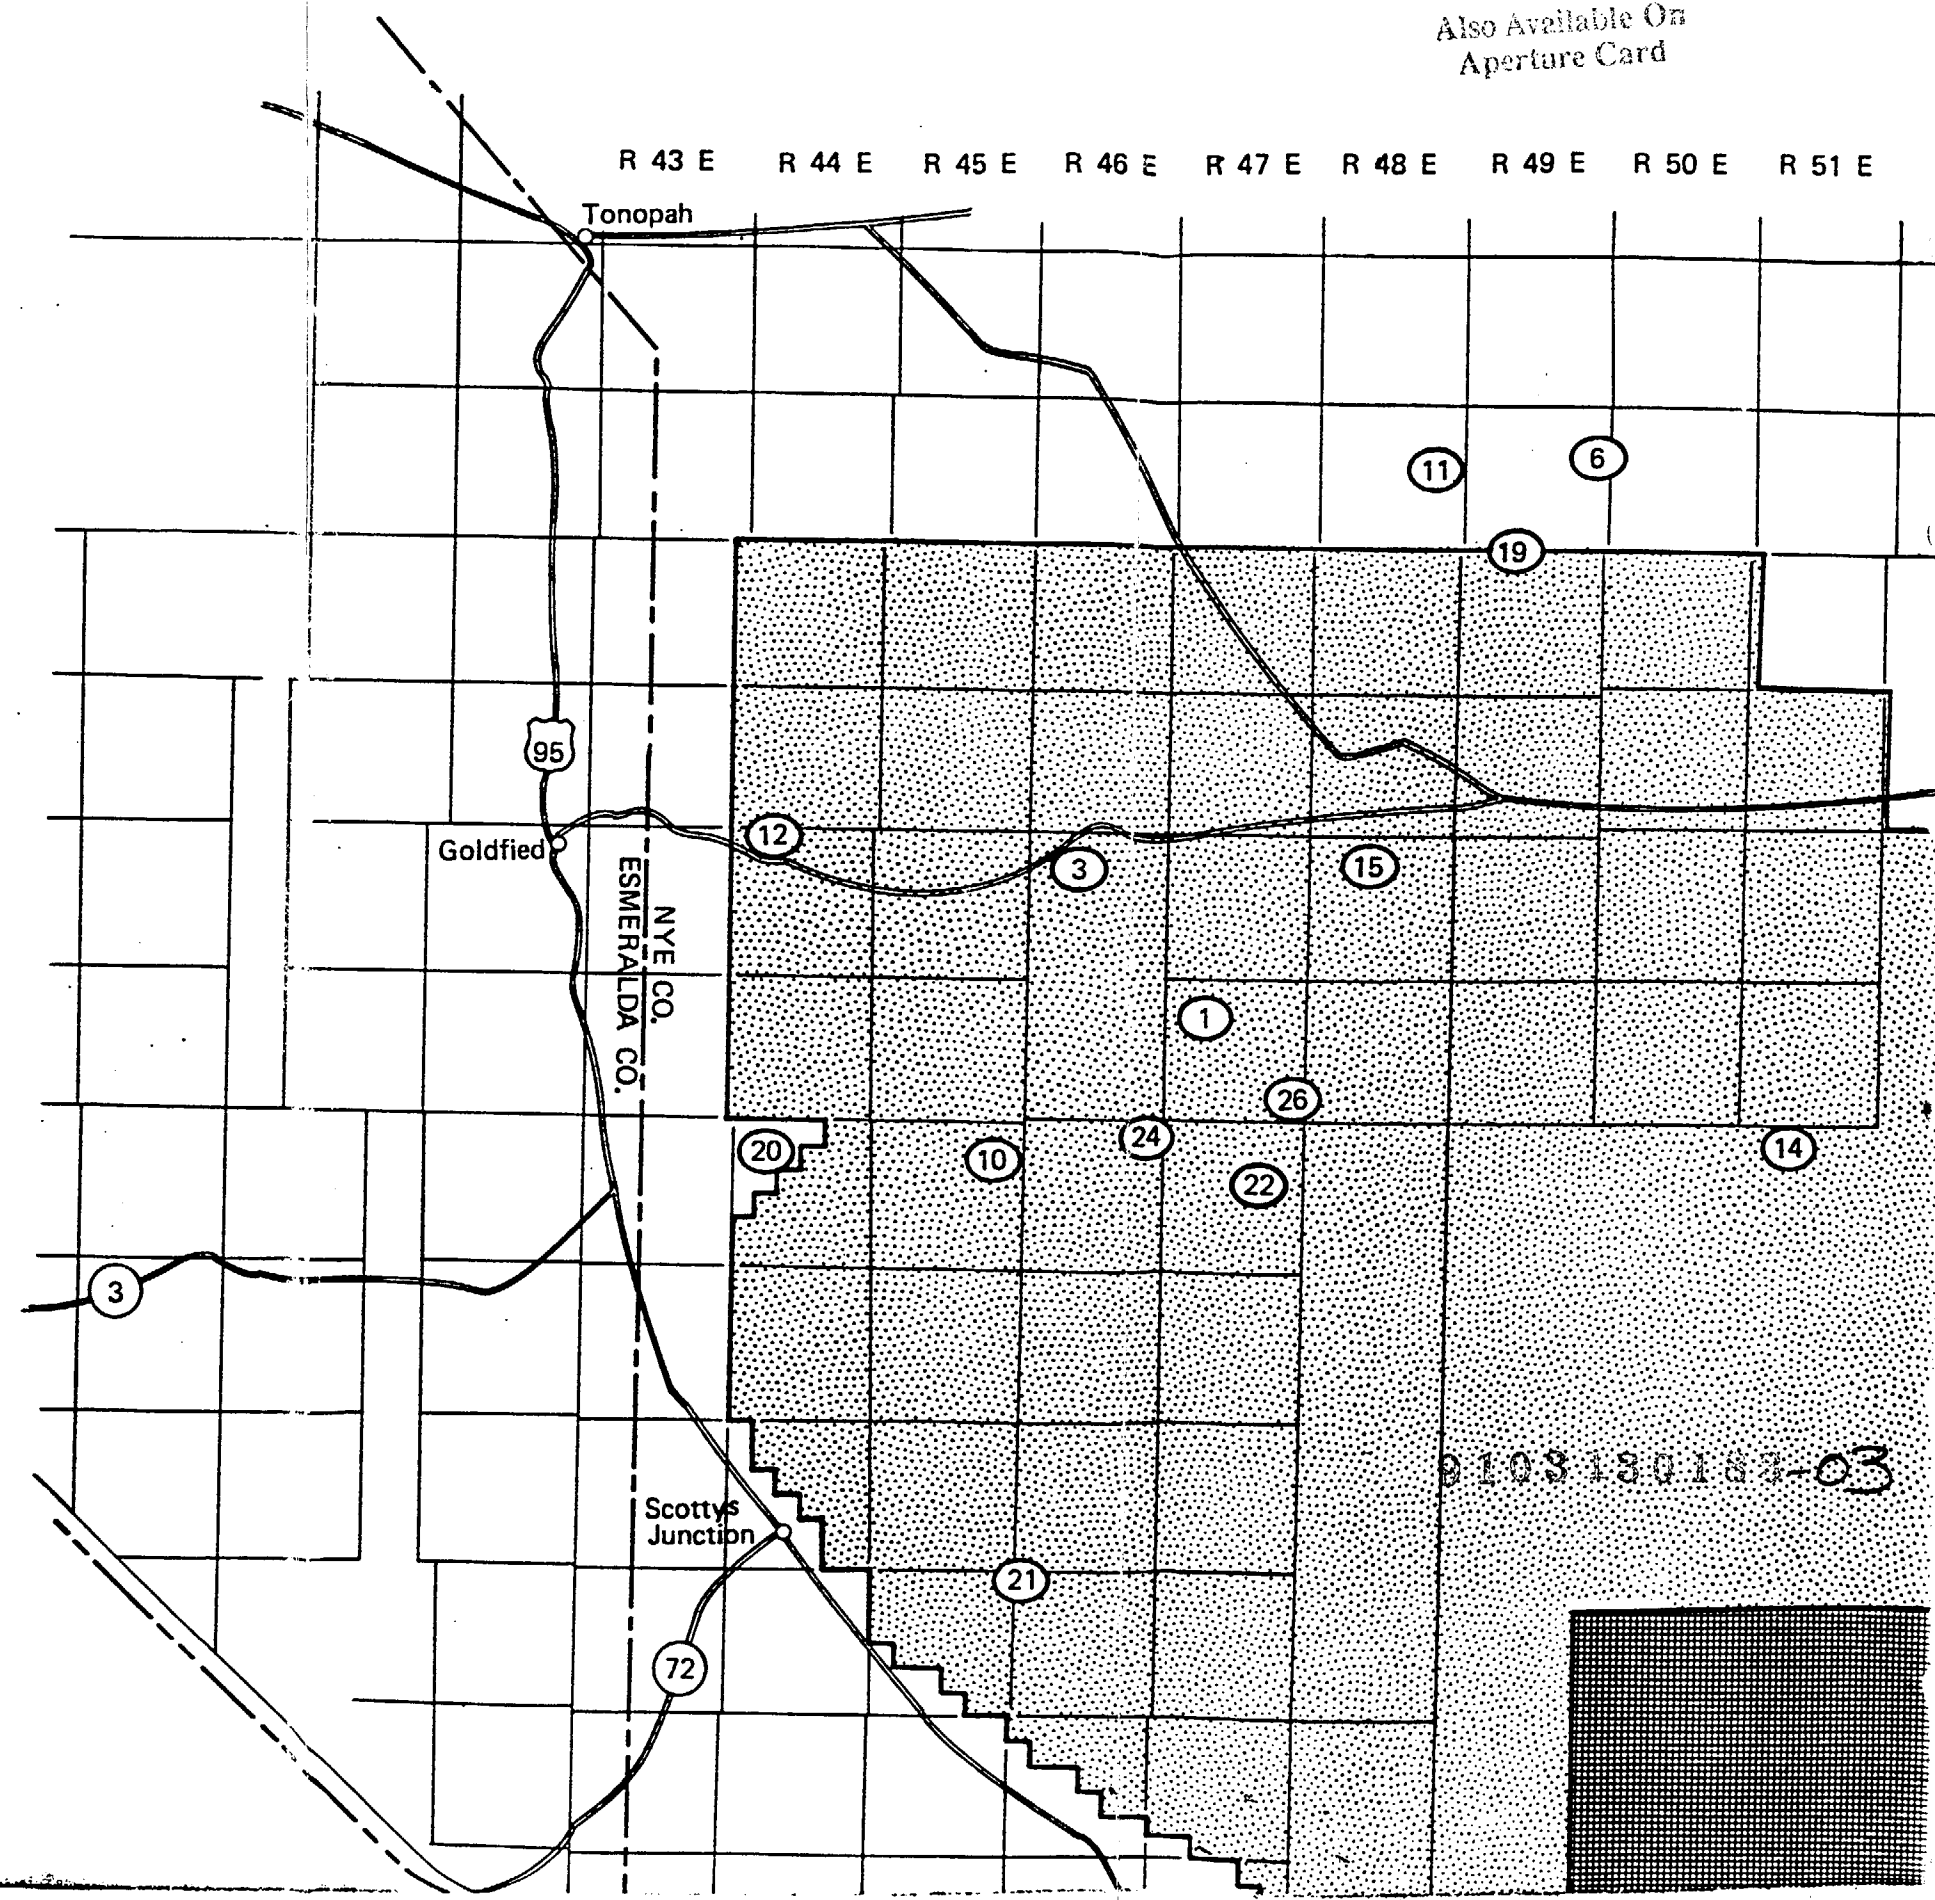 Also Available On
Aperture Card
R 43 E
R 44 E
R 45 E
R 46 E
R 47 E
R 48 E
R 49 E
R 50 E
R 51 E
Tonopah
11
6
19
95
12
Goldfied
3
15
NYE CO.
ESMERALDA CO.
1
26
24
20
10
14
22
3
9103130183-03
Scottys
Junction
21
72